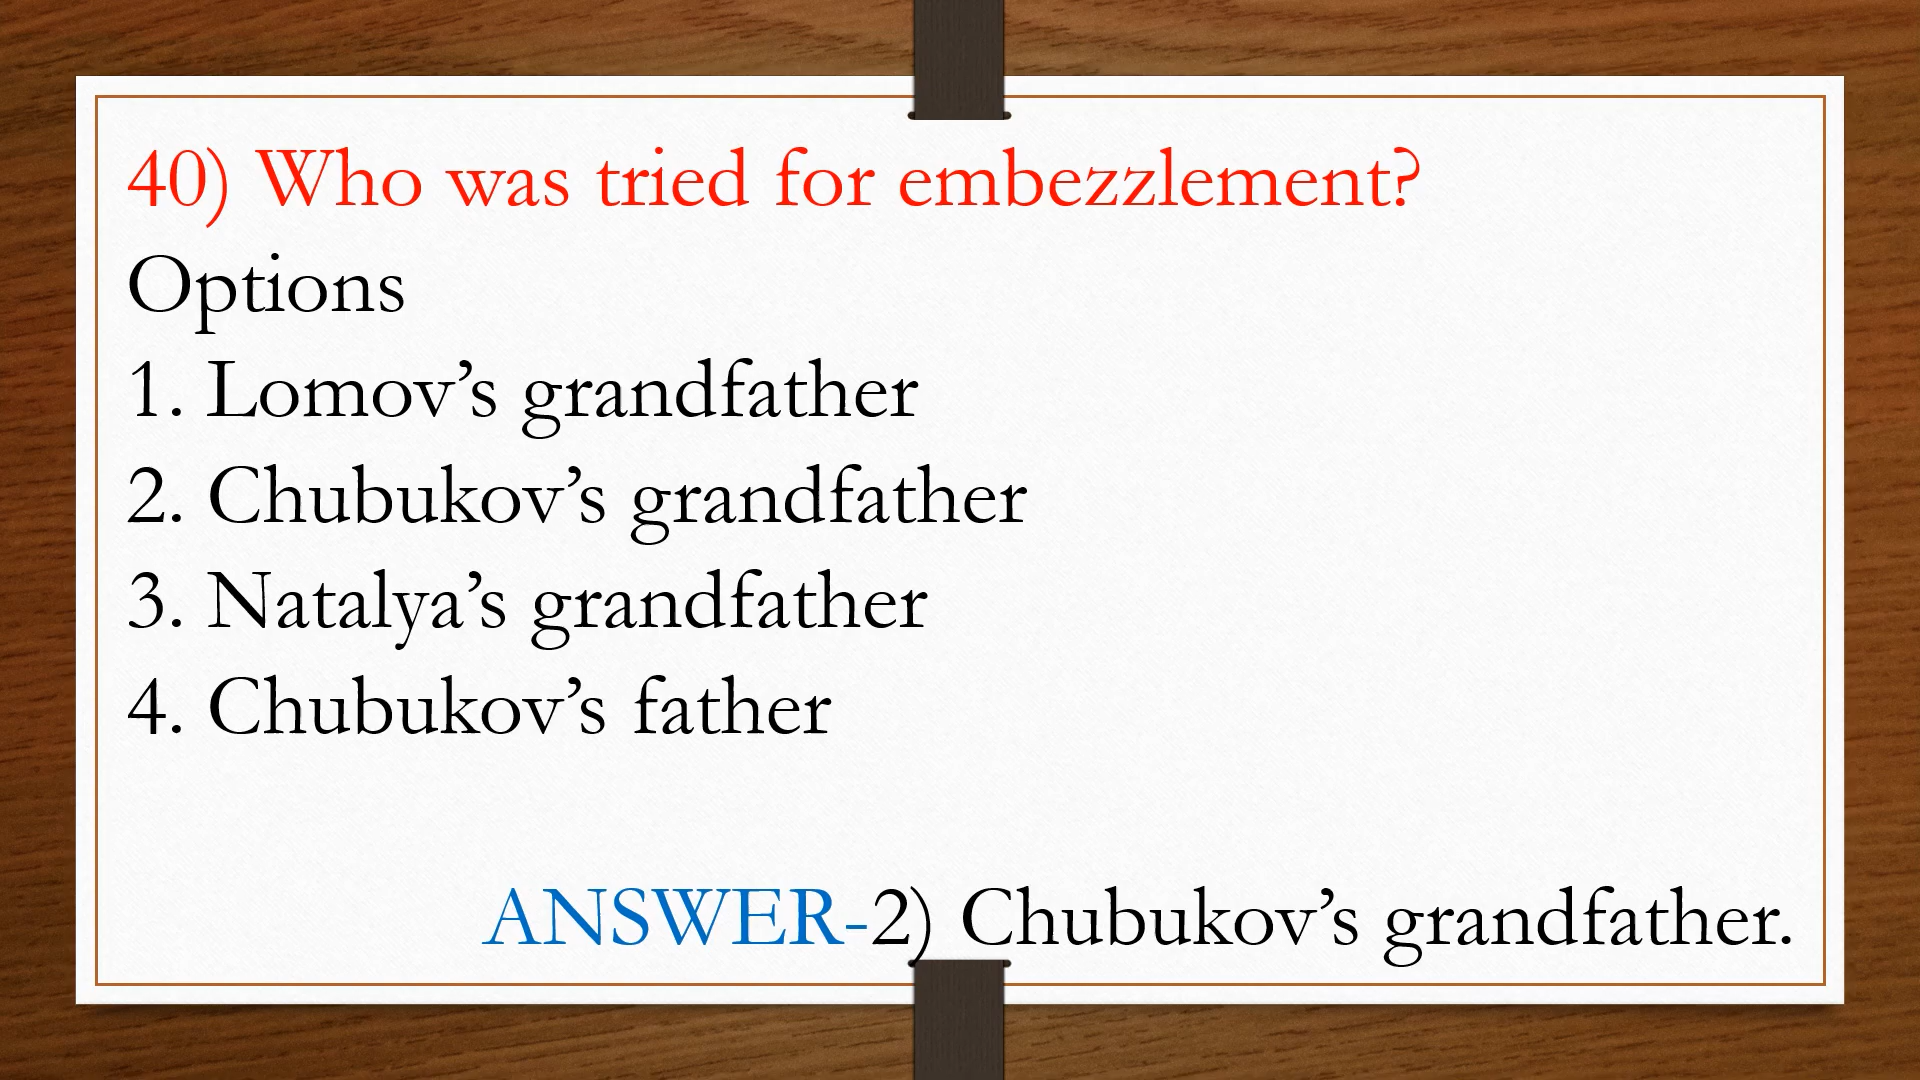 40) Who was tried for embezzlement?
Options
1. Lomov’s grandfather
2. Chubukov’s grandfather
3. Natalya’s grandfather
4. Chubukov’s father
ANSWER-2) Chubukov’s grandfather.